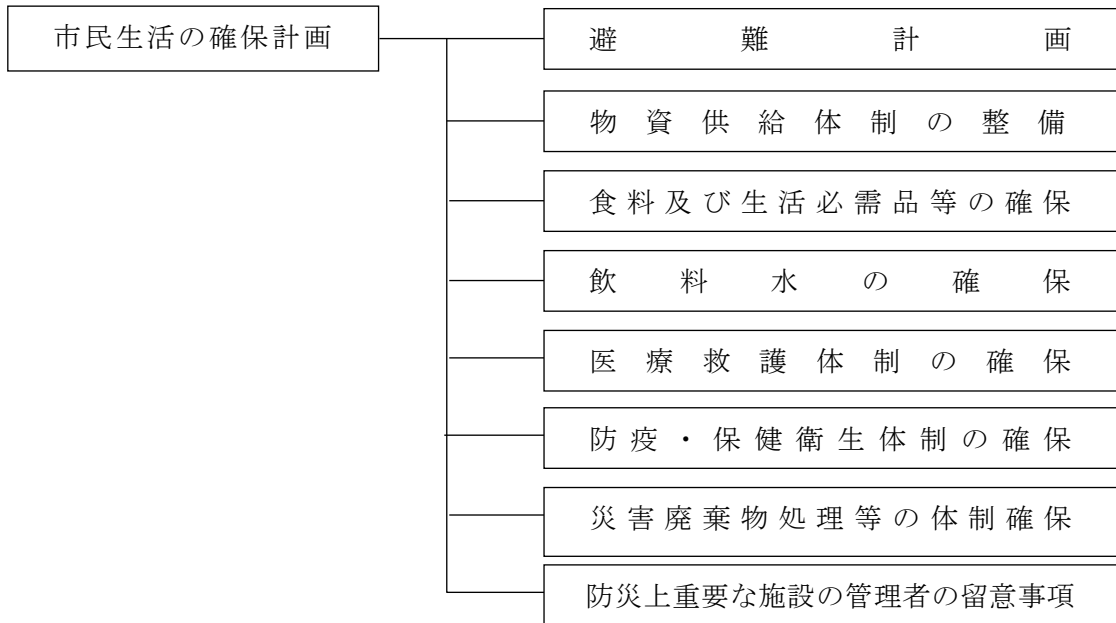 市民生活の確保計画
避難計画
物資供給体制の整備
食料及び生活必需品等の確保
飲料水の確保
医療救護体制の確保
防疫・保健衛生体制の確保
災害廃棄物処理等の体制確保
防災上重要な施設の管理者の留意事項